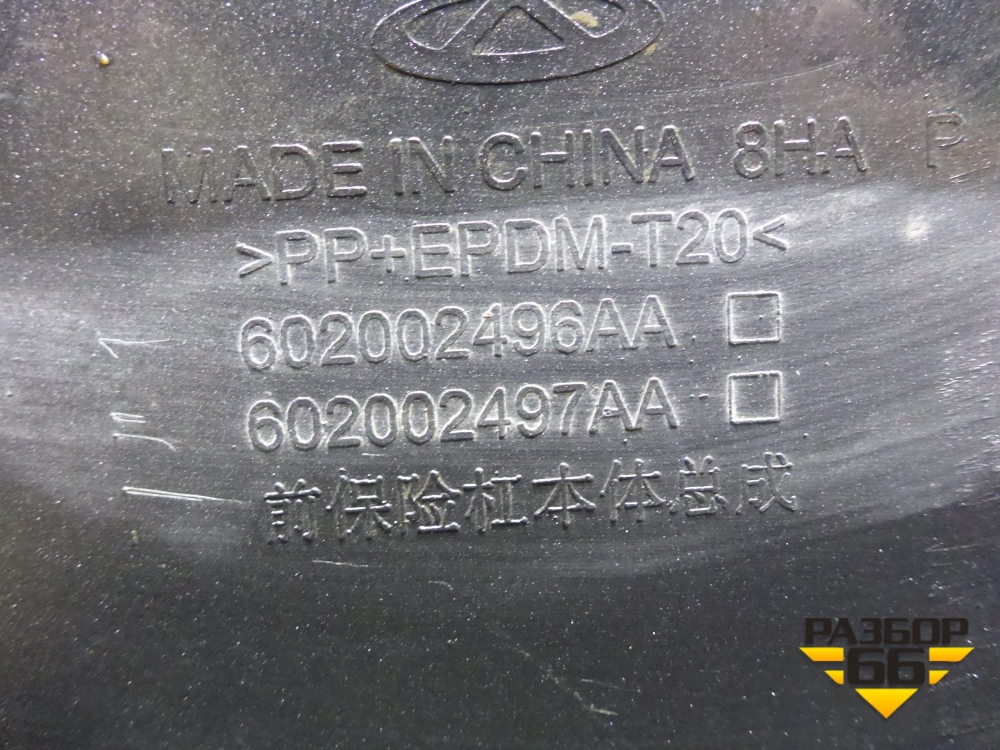 MADE IN CHINA 8HA P
>PP+EPDM-T20<
602002496AA □
602002497AA □
前保险杠本体总成
РАЗБОР
66